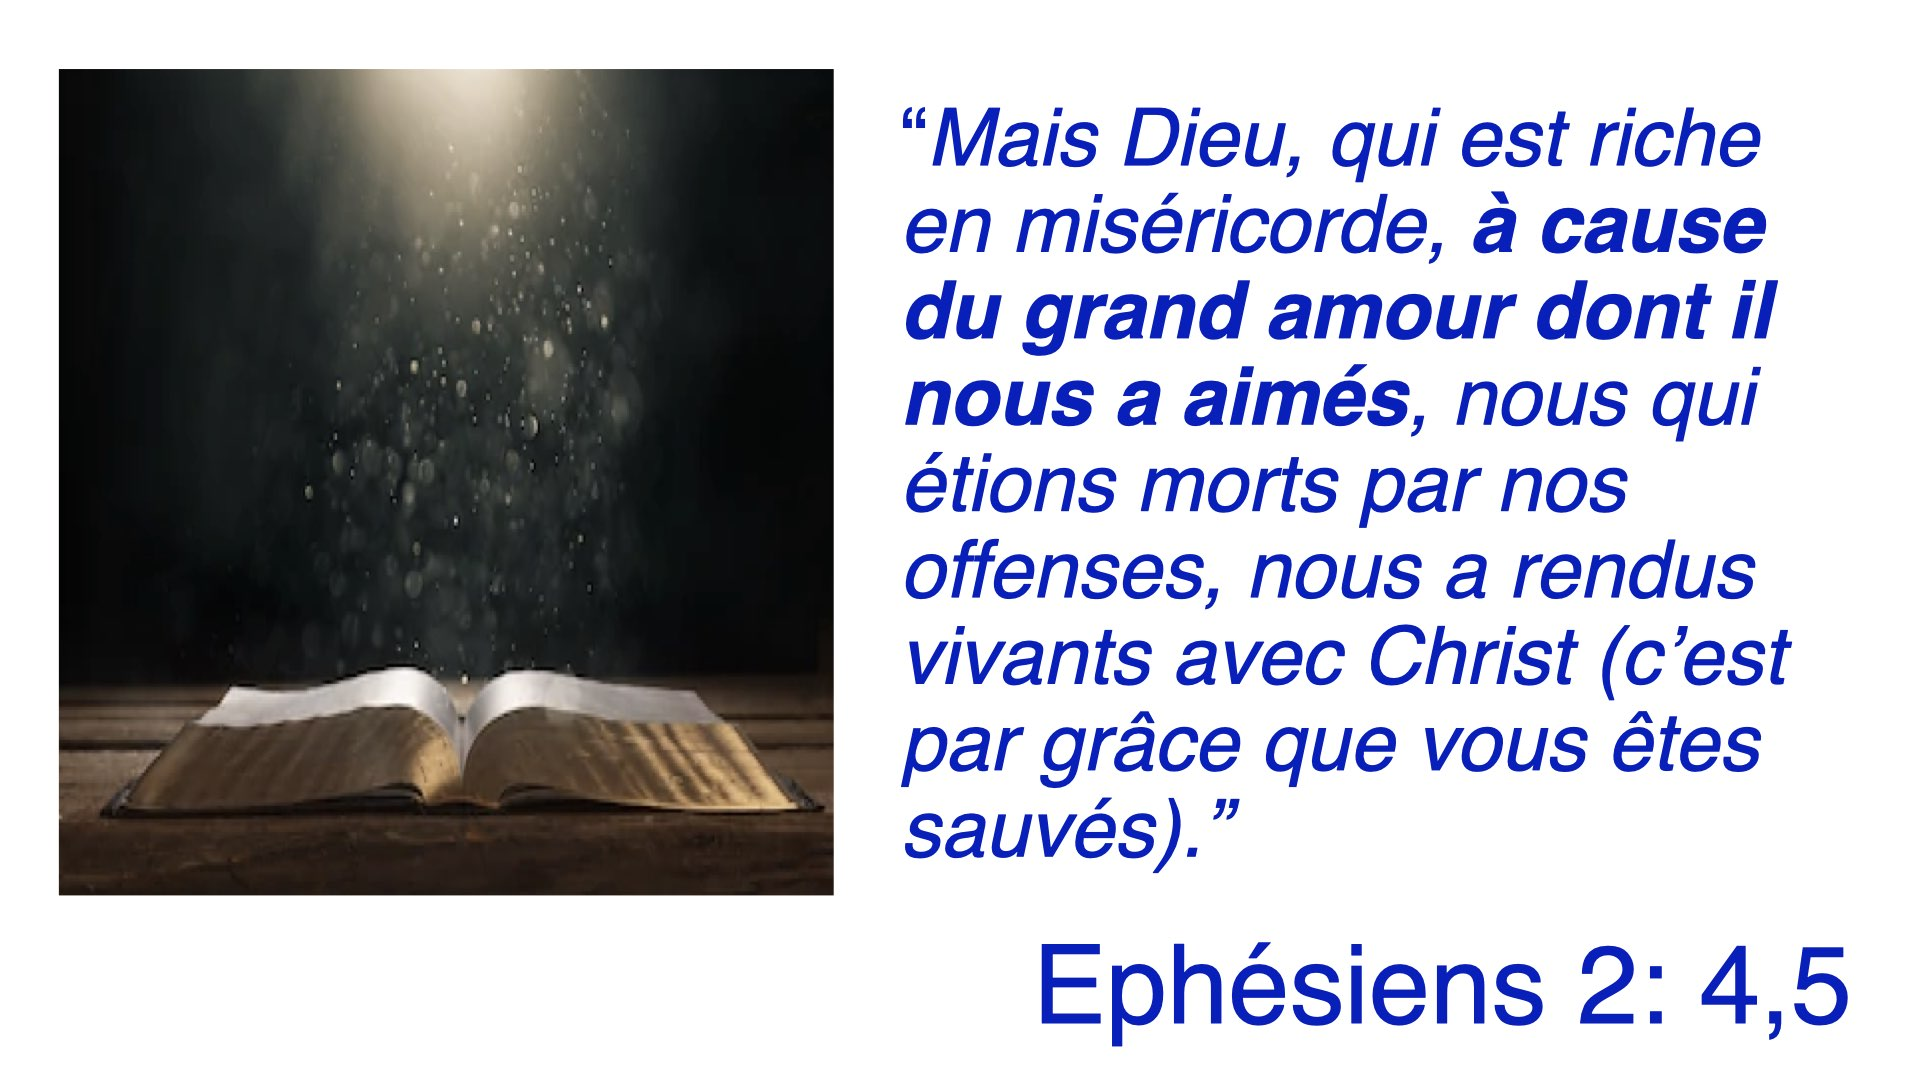 “Mais Dieu, qui est riche
en miséricorde, à cause
du grand amour dont il
nous a aimés, nous qui
étions morts par nos
offenses, nous a rendus
vivants avec Christ (c’est
par grâce que vous êtes
sauvés).”
Ephésiens 2: 4,5